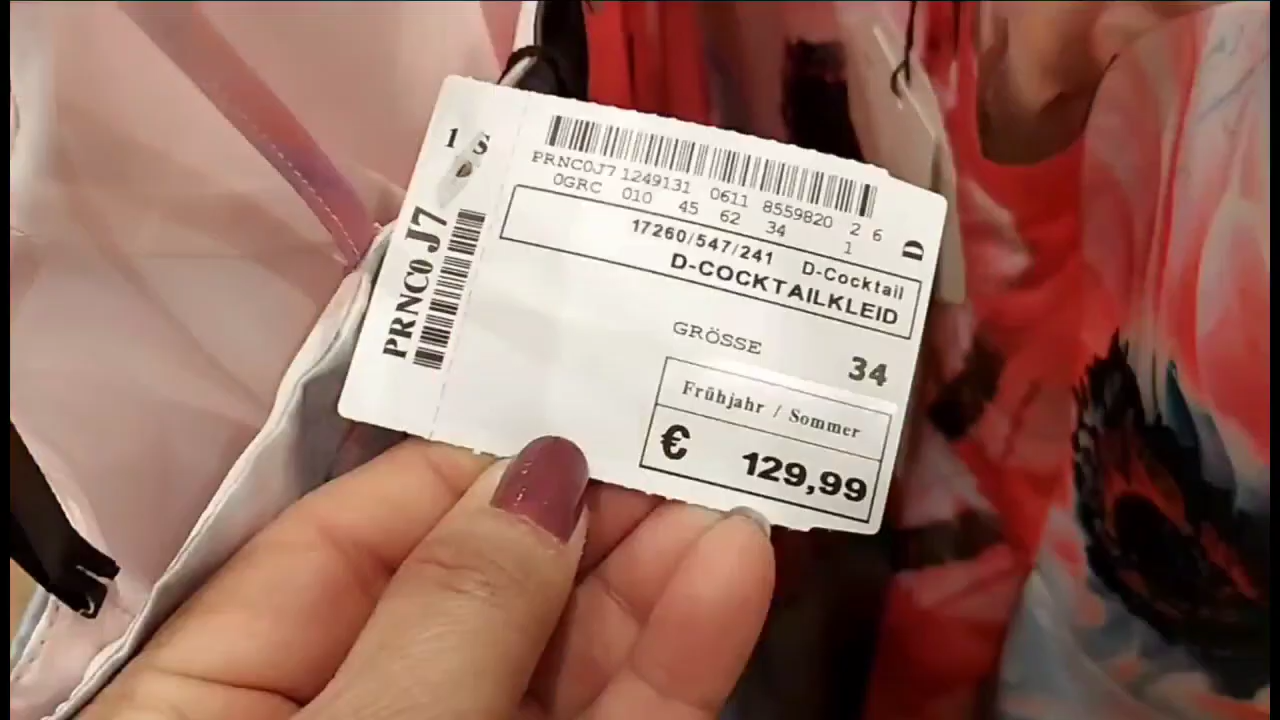 1 S
PRNC0 J7
PRNC0J7 1249131 0611 8559820 2 6
0GRC 010 45 62 34 1
D
17260/547/241 D-Cocktail
D-COCKTAILKLEID
GRÖSSE 34
Frühjahr / Sommer
€ 129,99